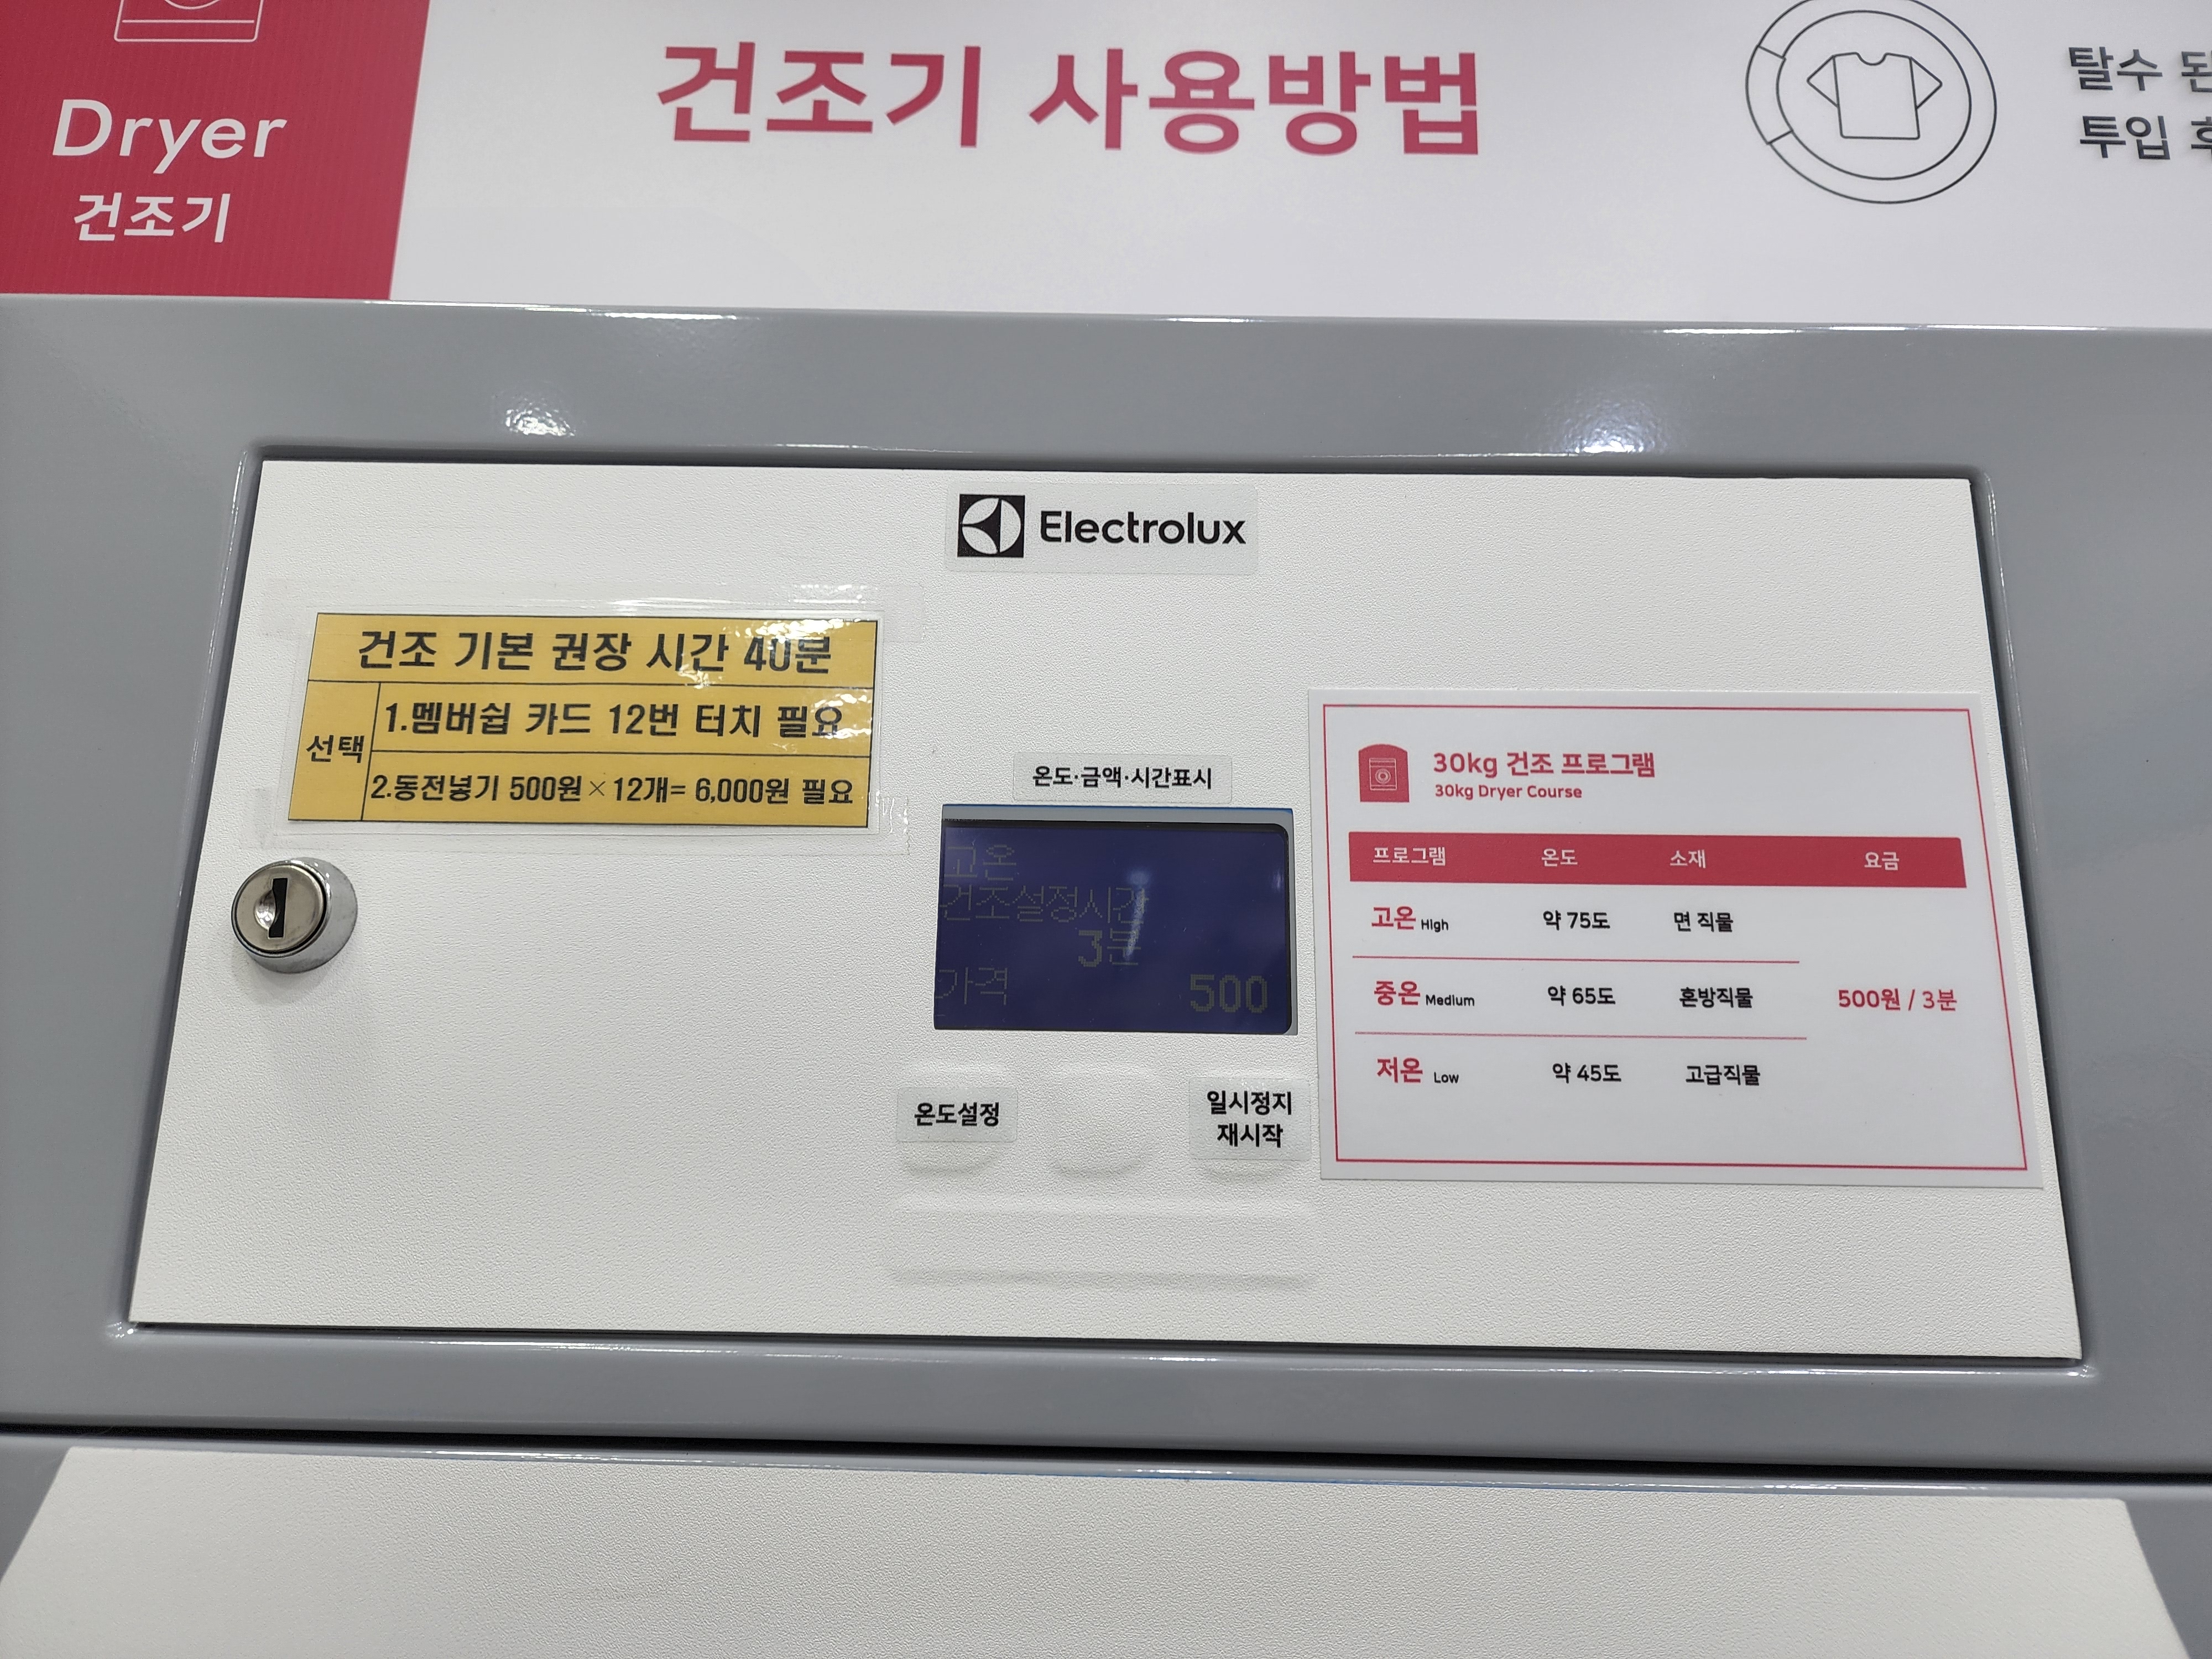 Dryer
건조기
건조기 사용방법
탈수
투입
Electrolux
건조 기본 권장 시간 40분
선택
1.멤버쉽 카드 12번 터치 필요
2.동전넣기 500원×12개= 6,000원 필요
온도·금액·시간표시
고온
건조설정시간
3분
가격 500
온도설정
일시정지
재시작
30kg 건조 프로그램
30kg Dryer Course
프로그램 온도 소재 요금
고온 High 약 75도 면 직물
중온 Medium 약 65도 혼방직물 500원 / 3분
저온 Low 약 45도 고급직물